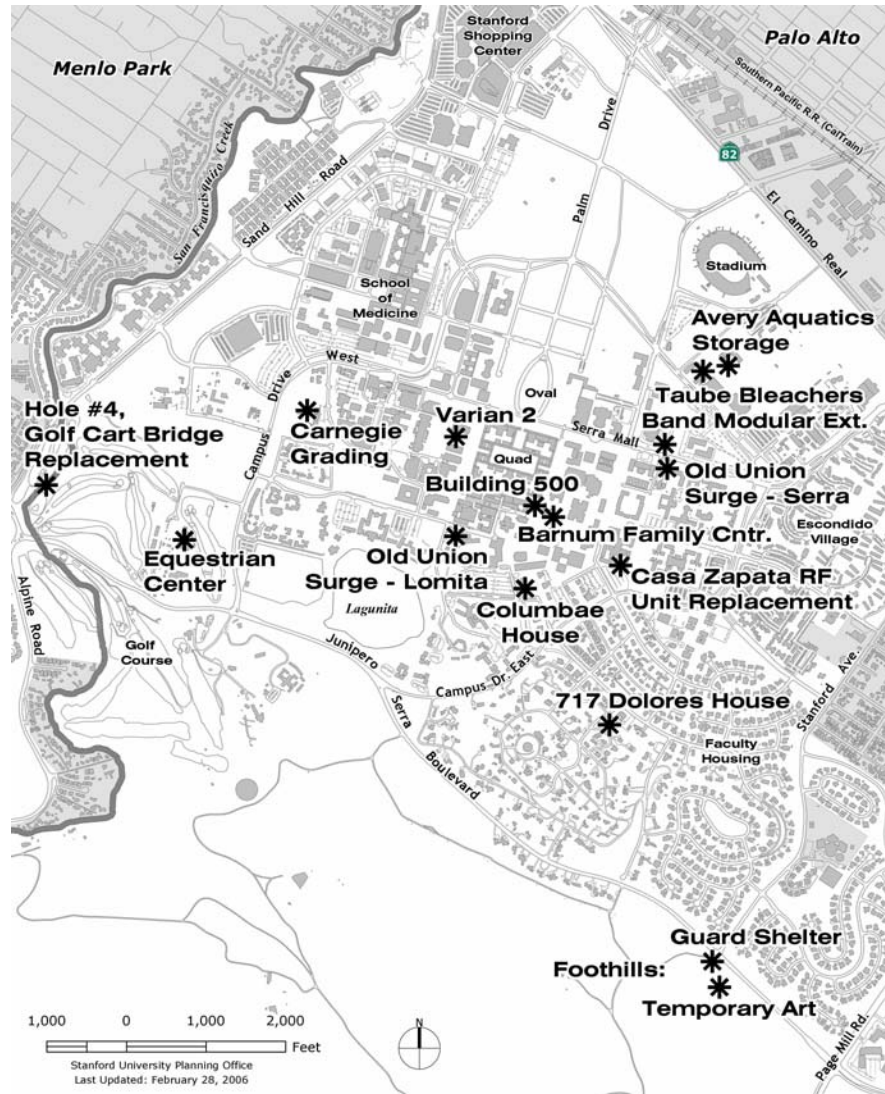 Stanford
Shopping
Center
Menlo Park
Palo Alto
Southern Pacific R.R. (CalTrain)
82
El Camino Real
Palm Drive
San Francisquito Creek
Sand Hill Road
School
of
Medicine
Stadium
Avery Aquatics
Storage
Taube Bleachers
Band Modular Ext.
Campus Drive West
Oval
Serra Mall
Hole #4,
Golf Cart Bridge
Replacement
Carnegie
Grading
Varian 2
Quad
Old Union
Surge - Serra
Building 500
Barnum Family Cntr.
Escondido
Village
Equestrian
Center
Old Union
Surge - Lomita
Lagunita
Columbae
House
Casa Zapata RF
Unit Replacement
Alpine Road
Golf
Course
Junipero Serra Boulevard
Campus Dr. East
Stanford Ave.
717 Dolores House
Faculty
Housing
Guard Shelter
Foothills:
Temporary Art
Page Mill Rd.
1,000 0 1,000 2,000
Feet
N
Stanford University Planning Office
Last Updated: February 28, 2006